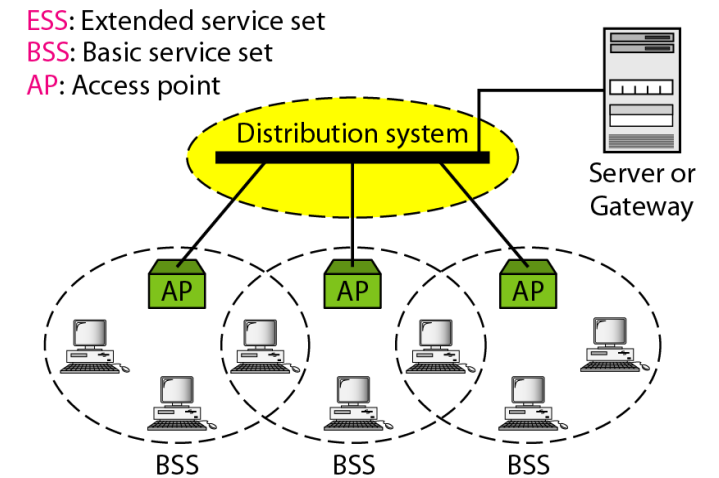 ESS: Extended service set
BSS: Basic service set
AP: Access point
Distribution system
Server or
Gateway
AP
AP
AP
BSS
BSS
BSS